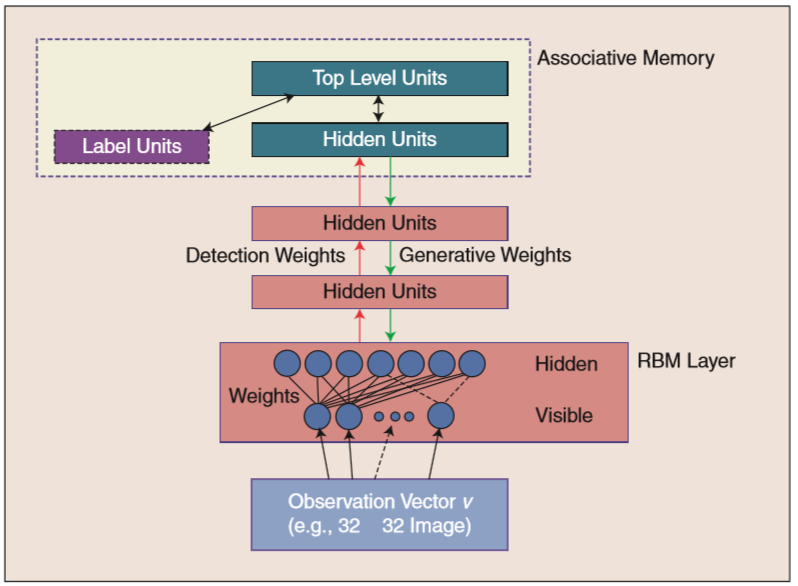 Associative Memory
Top Level Units
Label Units
Hidden Units
Hidden Units
Detection Weights
Generative Weights
Hidden Units
Hidden
RBM Layer
Weights
Visible
Observation Vector v
(e.g., 32 32 Image)